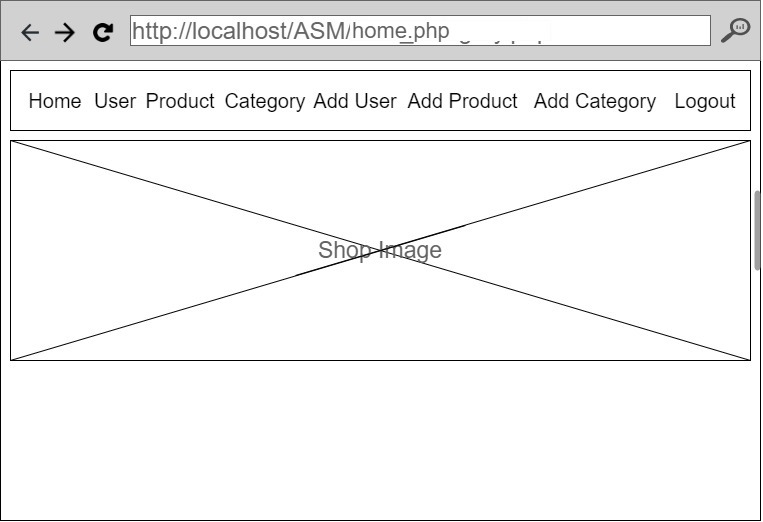 http://localhost/ASM/home.php
Home User Product Category Add User Add Product Add Category Logout
Shop Image